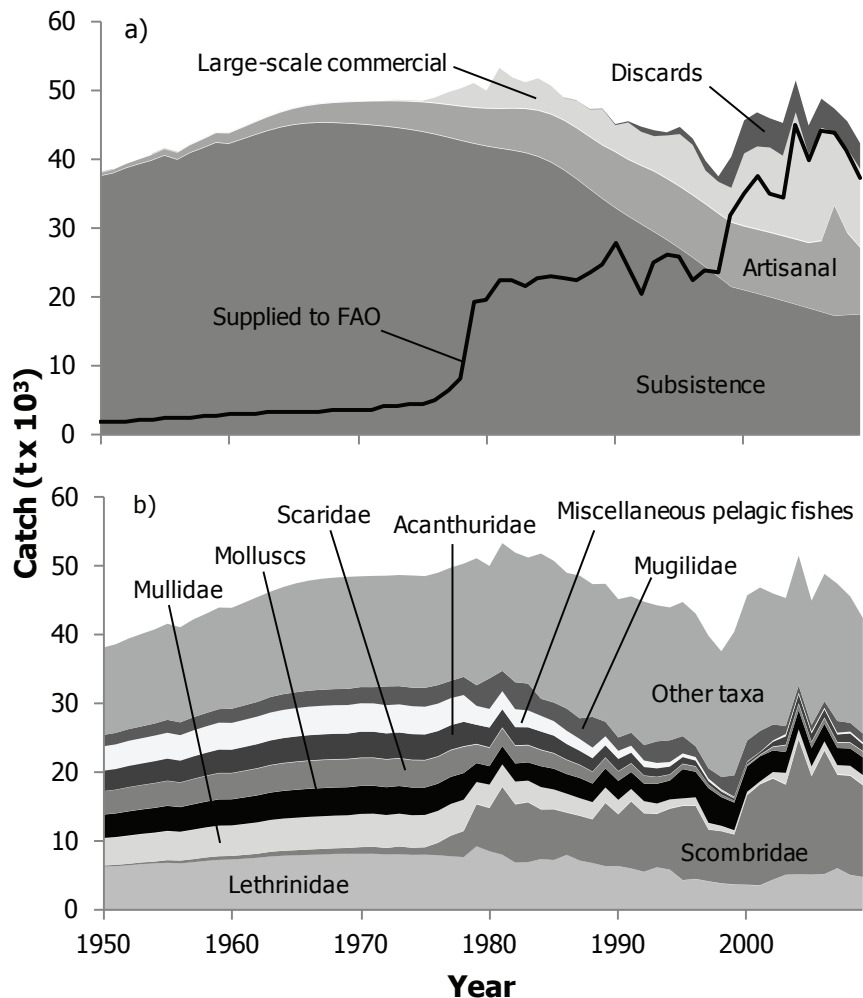 60
a)
50
Large-scale commercial
Discards
40
30
Artisanal
20
Supplied to FAO
10
Subsistence
0
Catch (t x 10³)
60
b)
Miscellaneous pelagic fishes
Scaridae
Acanthuridae
50
Molluscs
Mugilidae
Mullidae
40
Other taxa
30
20
10
Scombridae
Lethrinidae
0
1950 1960 1970 1980 1990 2000
Year